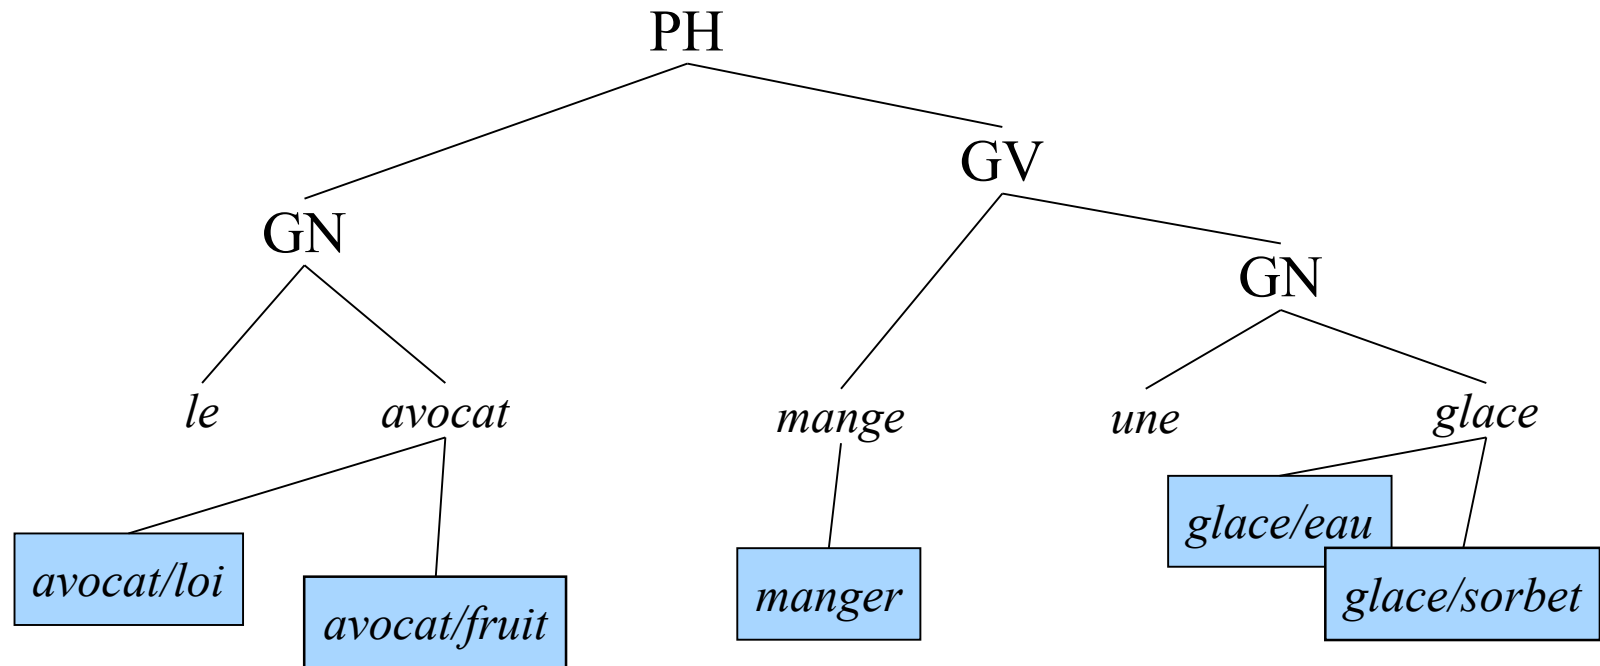 PH
GV
GN
GN
le
avocat
mange
une
glace
glace/eau
avocat/loi
avocat/fruit
manger
glace/sorbet